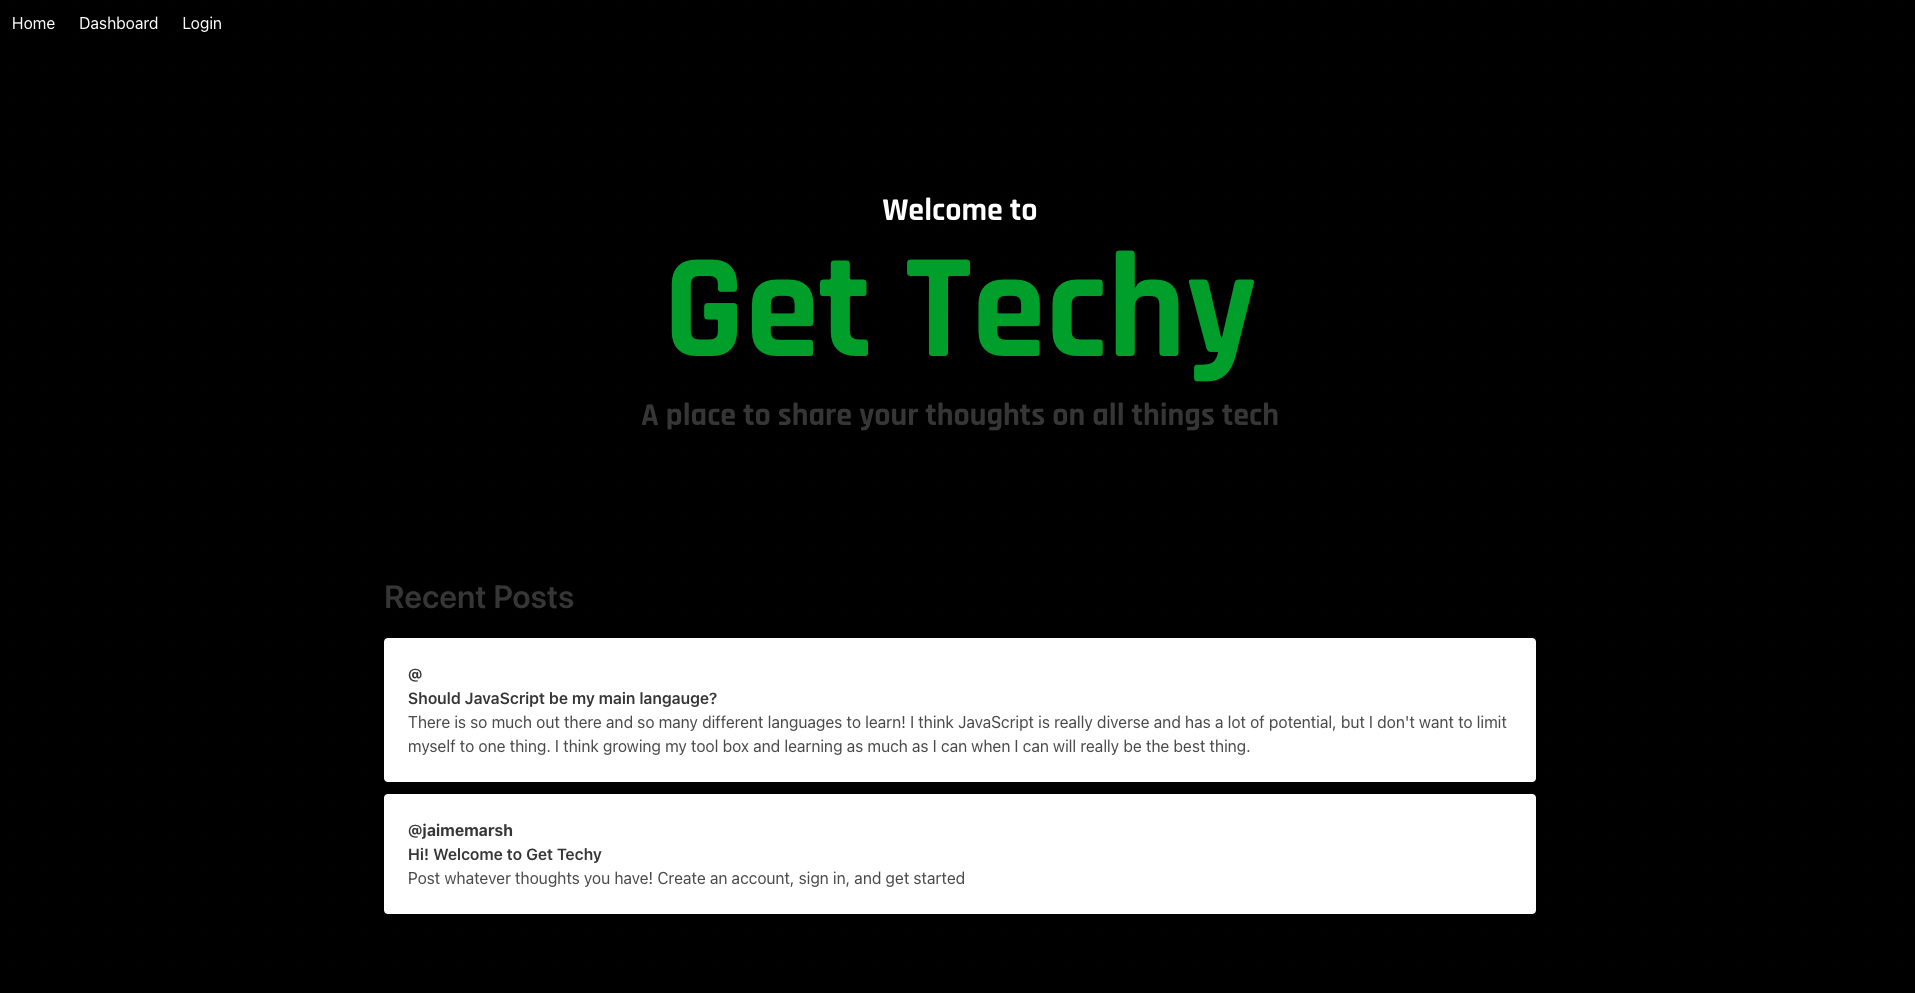 Home Dashboard Login
Welcome to
Get Techy
A place to share your thoughts on all things tech
Recent Posts
@
Should JavaScript be my main langauge?
There is so much out there and so many different languages to learn! I think JavaScript is really diverse and has a lot of potential, but I don't want to limit
myself to one thing. I think growing my tool box and learning as much as I can when I can will really be the best thing.
@jaimemarsh
Hi! Welcome to Get Techy
Post whatever thoughts you have! Create an account, sign in, and get started